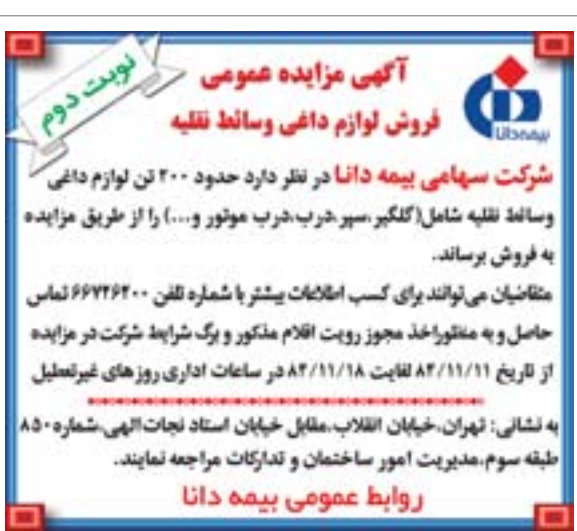 نوبت دوم
آگهی مزایده عمومی
فروش لوازم داغی وسائط نقلیه
بیمه‌دانا
شرکت سهامی بیمه دانا در نظر دارد حدود ۲۰۰ تن لوازم داغی
وسائط نقلیه شامل(گلگیر،سپر،درب،درب موتور و...) را از طریق مزایده
به فروش برساند.
متقاضیان می‌توانند برای کسب اطلاعات بیشتر با شماره تلفن ۶۶۷۲۶۲۰۰ تماس
حاصل و به منظوراخذ مجوز رویت اقلام مذکور و برگ شرایط شرکت در مزایده
از تاریخ ۸۴/۱۱/۱۱ لغایت ۸۴/۱۱/۱۸ در ساعات اداری روزهای غیرتعطیل
به نشانی: تهران،خیابان انقلاب،مقابل خیابان استاد نجات‌الهی،شماره۸۵۰
طبقه سوم،مدیریت امور ساختمان و تدارکات مراجعه نمایند.
روابط عمومی بیمه دانا